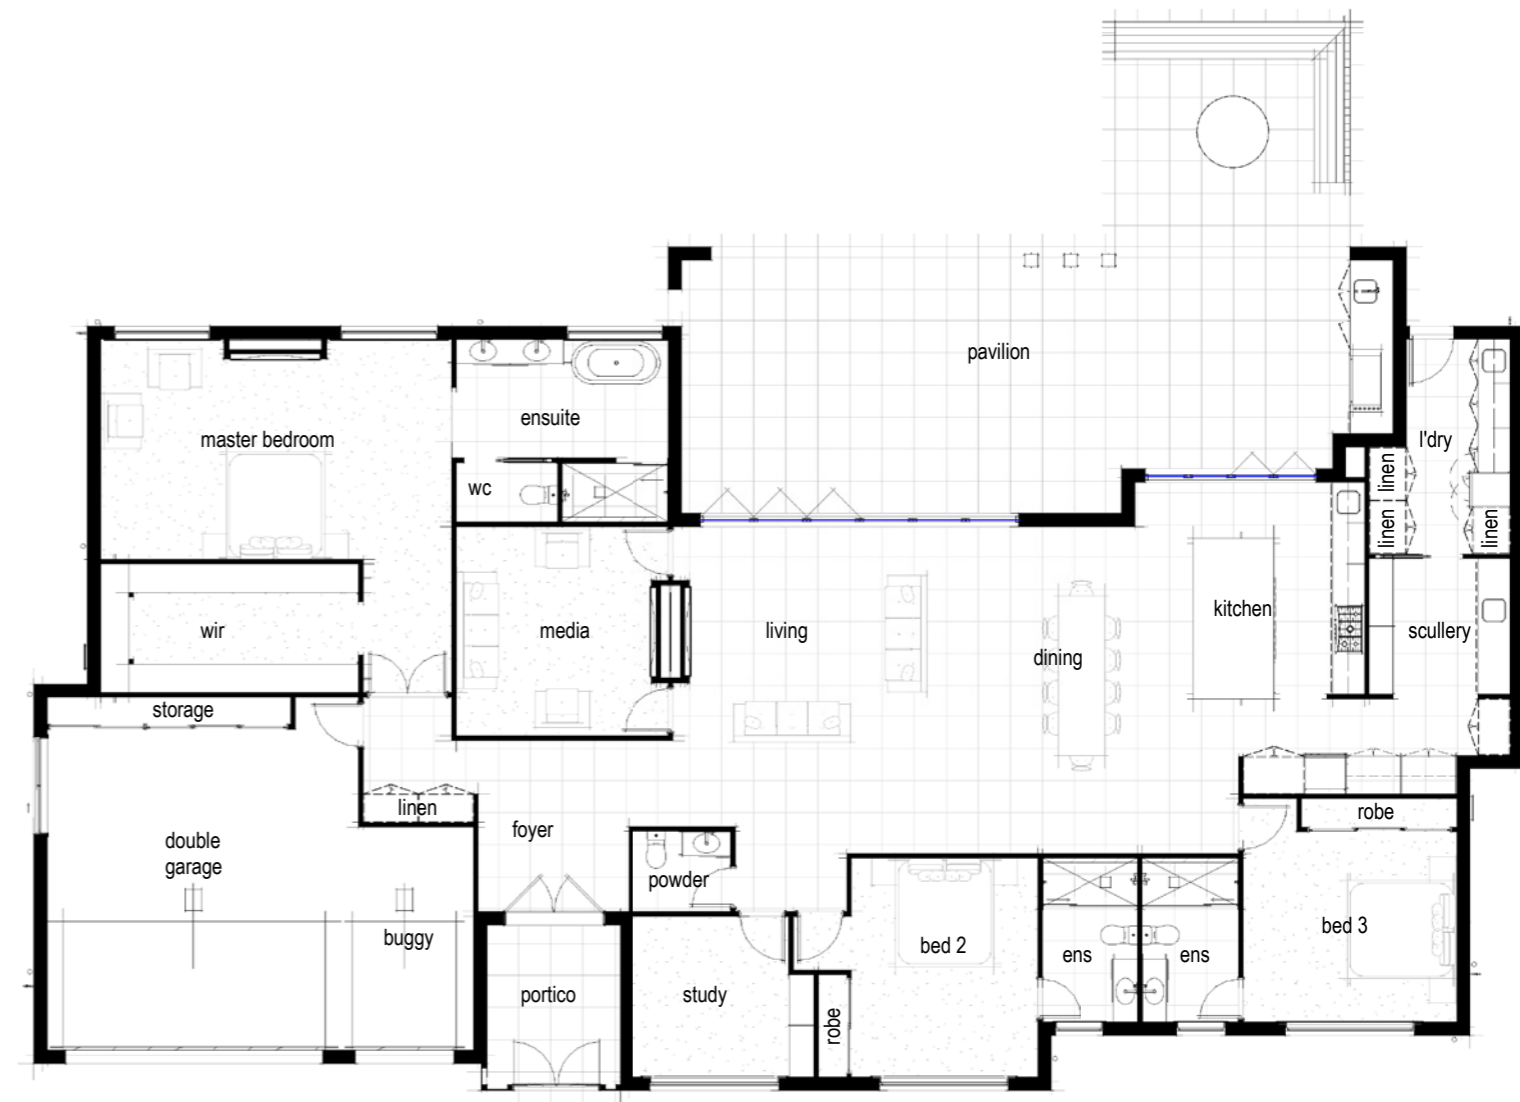 pavilion
ensuite
master bedroom
l'dry
linen
wc
linen
linen
kitchen
wir
media
living
scullery
dining
storage
linen
robe
foyer
double
garage
powder
buggy
bed 2
bed 3
ens
ens
portico
study
robe